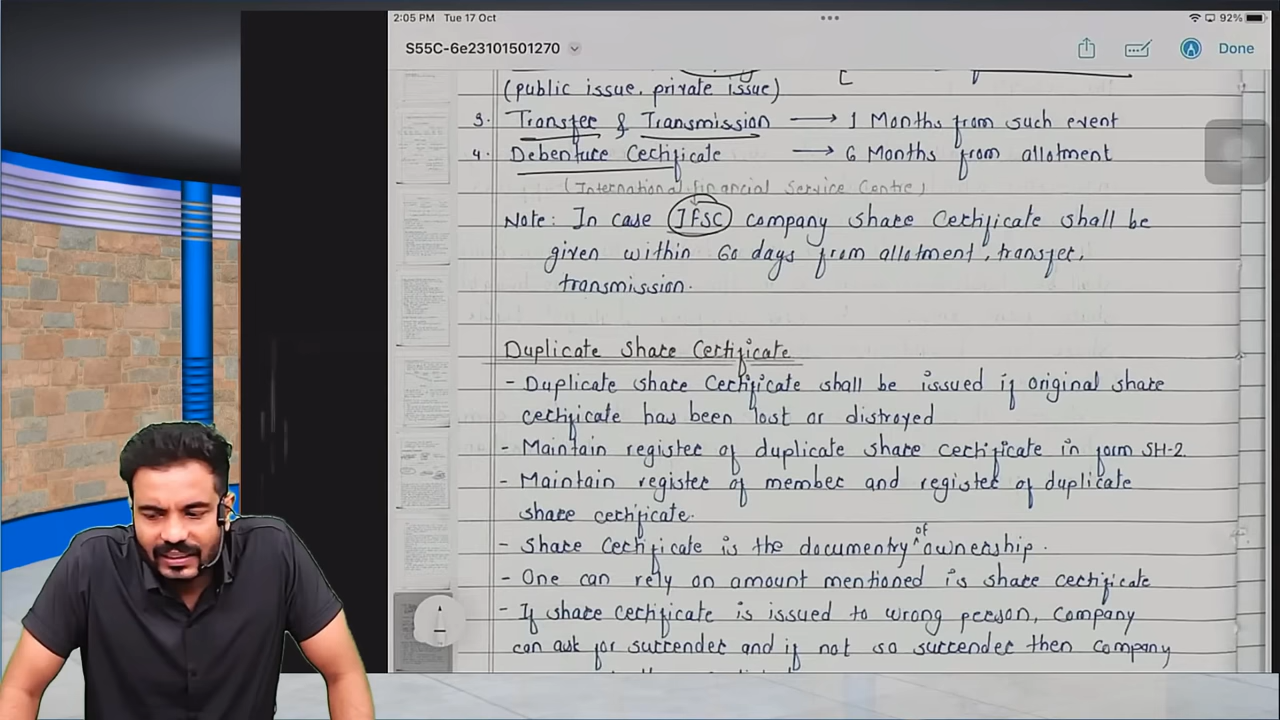 2:05 PM Tue 17 Oct
92%
S55C-6e23101501270
Done
(public issue, private issue)
3. Transfer & Transmission → 1 Months from such event
4. Debenture Certificate → 6 Months from allotment
(International Financial Service Centre)
Note: In case IFSC company share Certificate shall be
given within 60 days from allotment, transfer,
transmission.
Duplicate Share Certificate
- Duplicate share Certificate shall be issued if original share
certificate has been lost or distroyed
- Maintain register of duplicate share certificate in form SH-2
- Maintain register of member and register of duplicate
share certificate.
- Share Certificate is the documentry ^of ownership.
- One can rely on amount mentioned is share certificate
- If share certificate is issued to wrong person, Company
can ask for surrender and if not so surrender then company